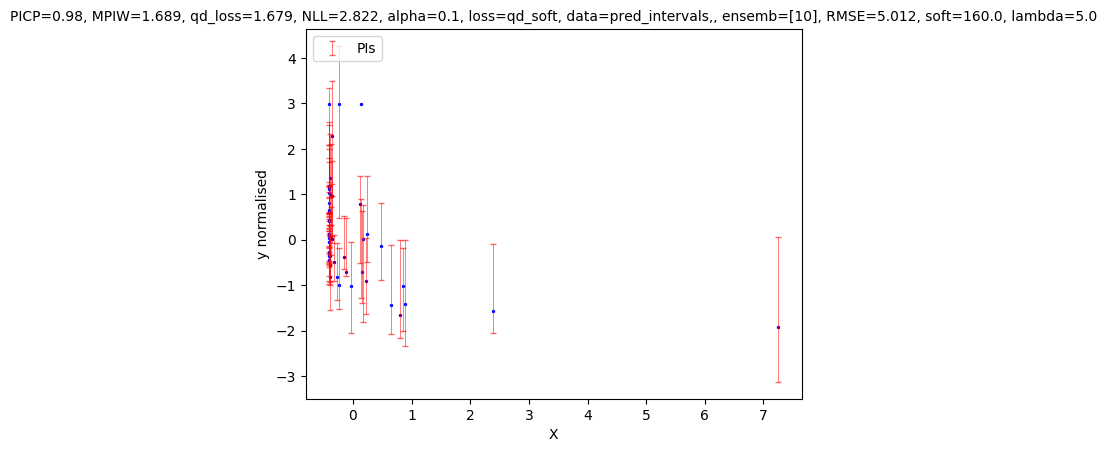 PICP=0.98, MPIW=1.689, qd_loss=1.679, NLL=2.822, alpha=0.1, loss=qd_soft, data=pred_intervals,, ensemb=[10], RMSE=5.012, soft=160.0, lambda=5.0
PIs
4
3
2
1
0
−1
−2
−3
y normalised
0 1 2 3 4 5 6 7
X